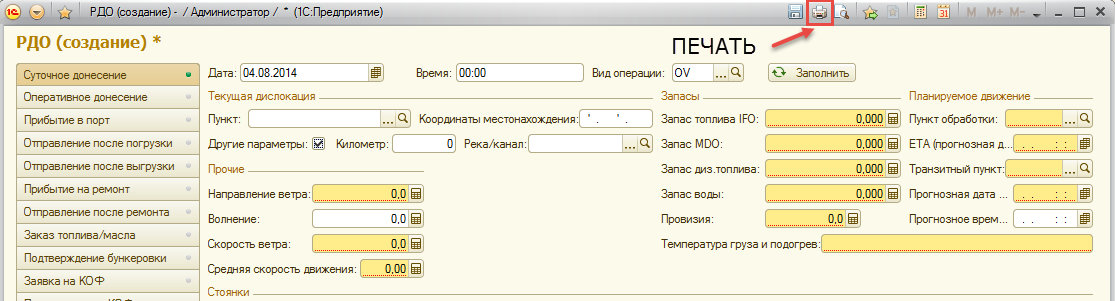 РДО (создание) - / Администратор / * (1С:Предприятие)
M M+ M-
ПЕЧАТЬ
РДО (создание) *
Суточное донесение
Оперативное донесение
Прибытие в порт
Отправление после погрузки
Отправление после выгрузки
Прибытие на ремонт
Отправление после ремонта
Заказ топлива/масла
Подтверждение бункеровки
Заявка на КОФ
Дата: 04.08.2014 Время: 00:00 Вид операции: OV ... Заполнить
Текущая дислокация
Пункт: ... Координаты местонахождения: ' . ' .
Другие параметры: Километр: 0 Река/канал: ...
Прочие
Направление ветра: 0,0
Волнение: 0,0
Скорость ветра: 0,0
Средняя скорость движения: 0,00
Стоянки
Запасы
Запас топлива IFO: 0,000
Запас MDO: 0,000
Запас диз.топлива: 0,000
Запас воды: 0,000
Провизия: 0,0
Температура груза и подогрев:
Планируемое движение
Пункт обработки: ...
ETA (прогнозная д... . . : :
Транзитный пункт: ...
Прогнозная дата ... . . : :
Прогнозное врем... . . : :